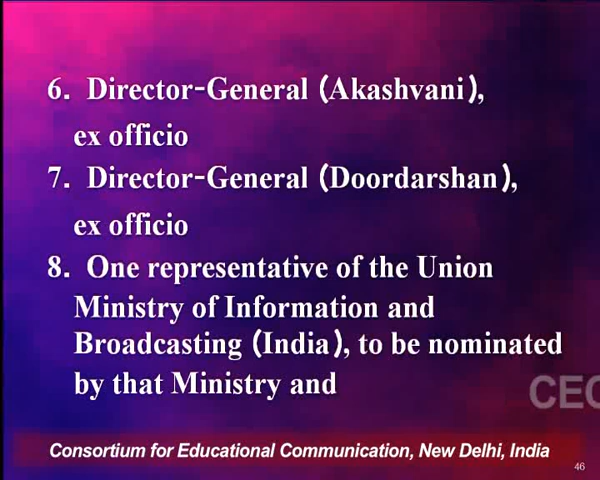 6. Director-General (Akashvani),
ex officio
7. Director-General (Doordarshan),
ex officio
8. One representative of the Union
Ministry of Information and
Broadcasting (India), to be nominated
by that Ministry and
CEC
Consortium for Educational Communication, New Delhi, India
46